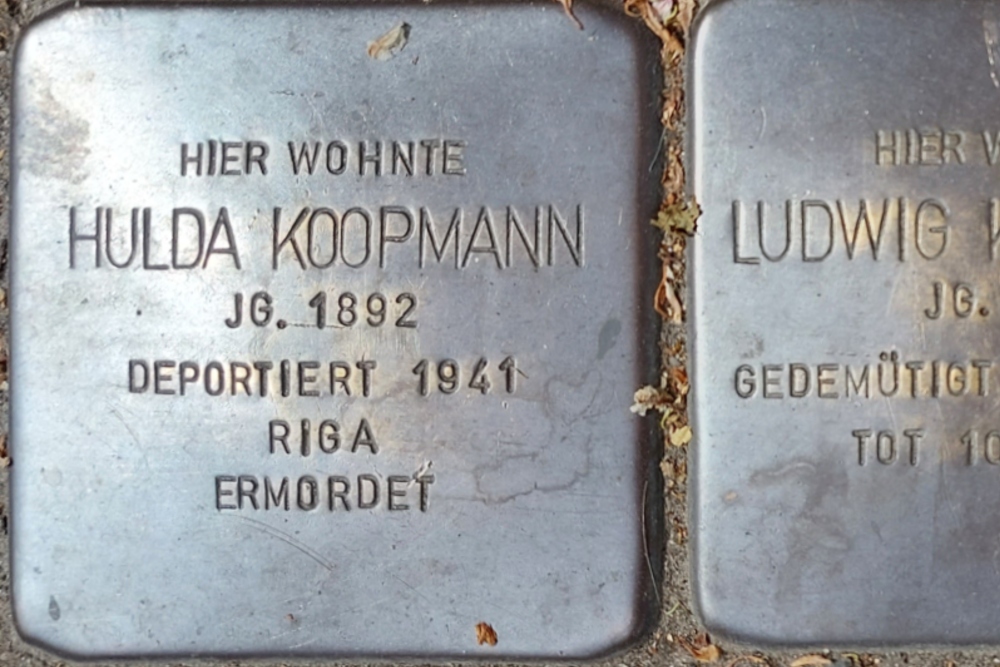 HIER WOHNTE
HULDA KOOPMANN
JG. 1892
DEPORTIERT 1941
RIGA
ERMORDET
HIER
LUDWIG
JG.
GEDEMÜTIGT
TOT